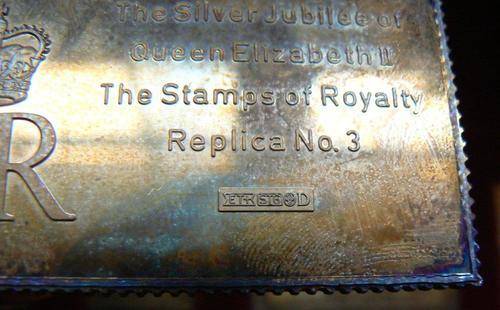 The Silver Jubilee of
Queen Elizabeth II
The Stamps of Royalty
Replica No. 3
R